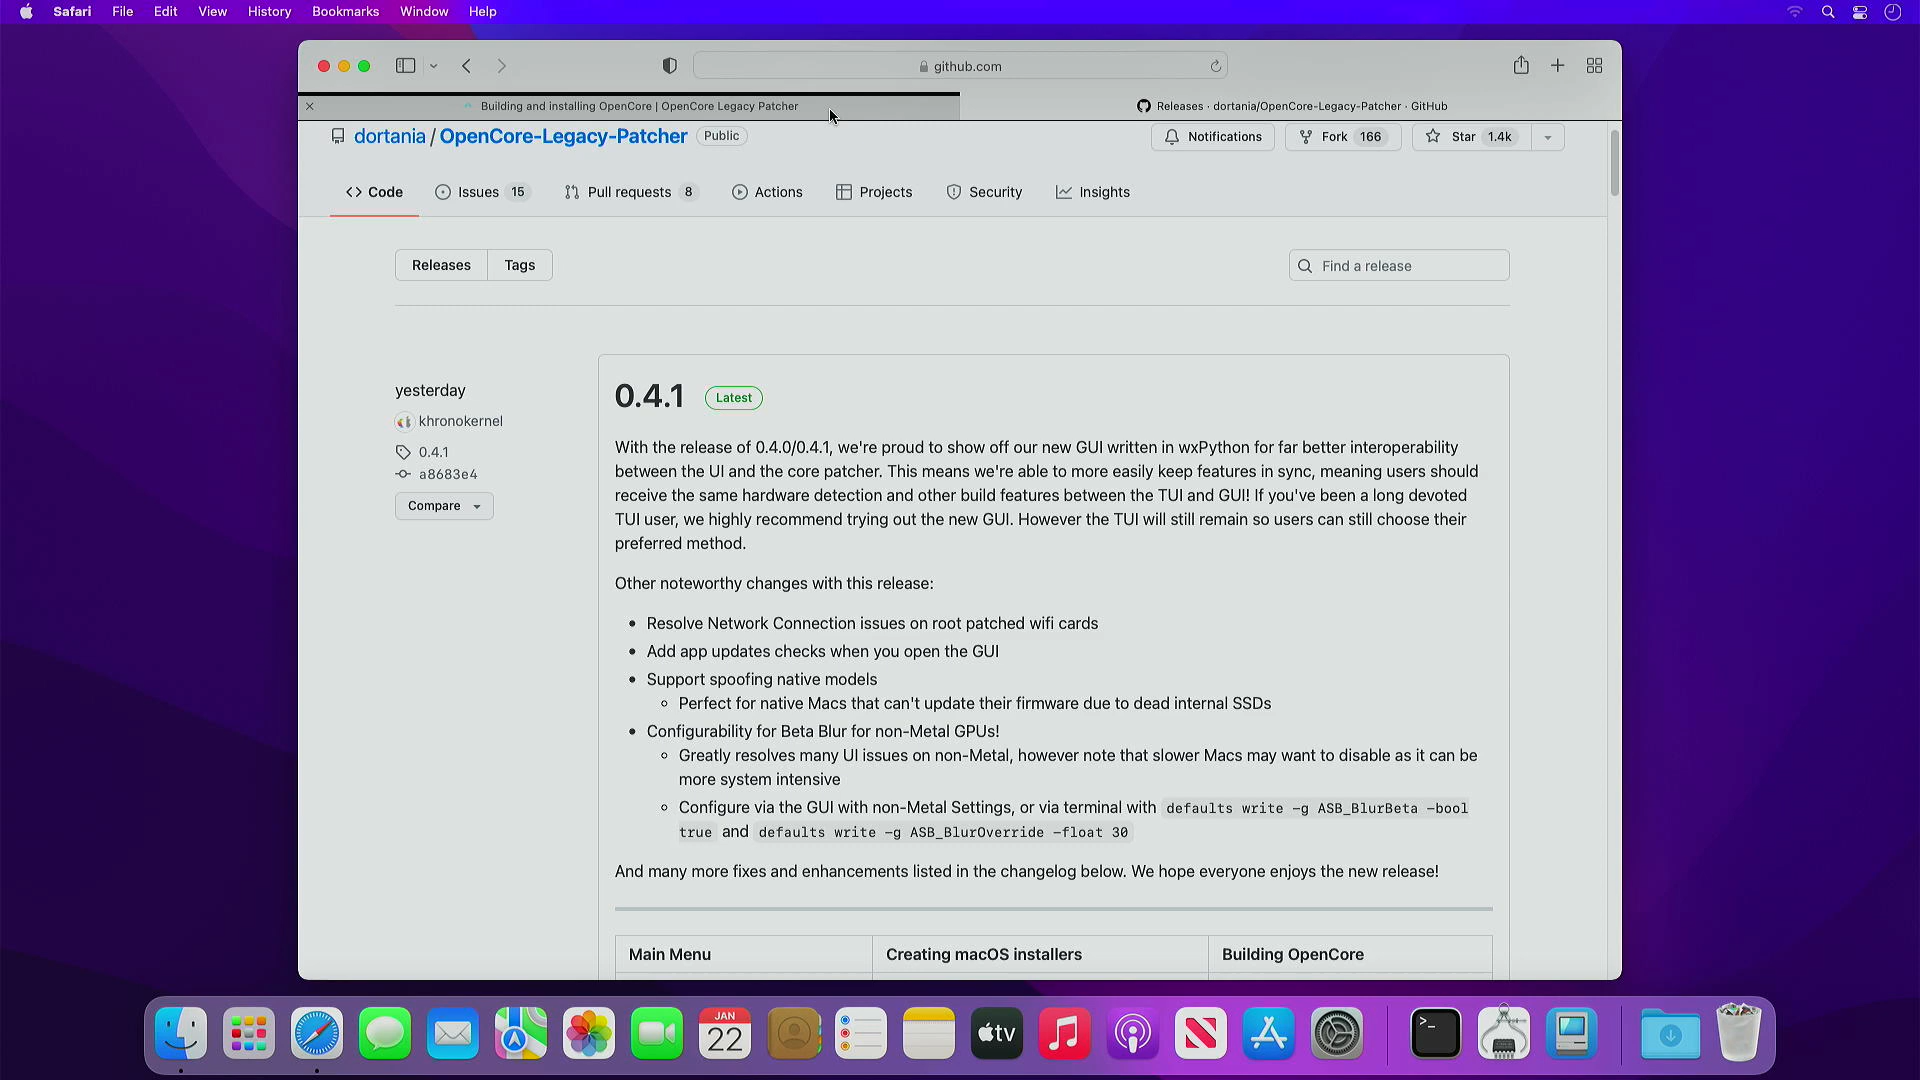 Safari File Edit View History Bookmarks Window Help
github.com
Building and installing OpenCore | OpenCore Legacy Patcher
Releases · dortania/OpenCore-Legacy-Patcher · GitHub
dortania / OpenCore-Legacy-Patcher Public
Notifications
Fork 166
Star 1.4k
Code
Issues 15
Pull requests 8
Actions
Projects
Security
Insights
Releases Tags
Find a release
yesterday
khronokernel
0.4.1
a8683e4
Compare
0.4.1 Latest
With the release of 0.4.0/0.4.1, we're proud to show off our new GUI written in wxPython for far better interoperability
between the UI and the core patcher. This means we're able to more easily keep features in sync, meaning users should
receive the same hardware detection and other build features between the TUI and GUI! If you've been a long devoted
TUI user, we highly recommend trying out the new GUI. However the TUI will still remain so users can still choose their
preferred method.
Other noteworthy changes with this release:
• Resolve Network Connection issues on root patched wifi cards
• Add app updates checks when you open the GUI
• Support spoofing native models
◦ Perfect for native Macs that can't update their firmware due to dead internal SSDs
• Configurability for Beta Blur for non-Metal GPUs!
◦ Greatly resolves many UI issues on non-Metal, however note that slower Macs may want to disable as it can be
more system intensive
◦ Configure via the GUI with non-Metal Settings, or via terminal with defaults write -g ASB_BlurBeta -bool
true and defaults write -g ASB_BlurOverride -float 30
And many more fixes and enhancements listed in the changelog below. We hope everyone enjoys the new release!
Main Menu Creating macOS installers Building OpenCore
JAN
22
tv
>_